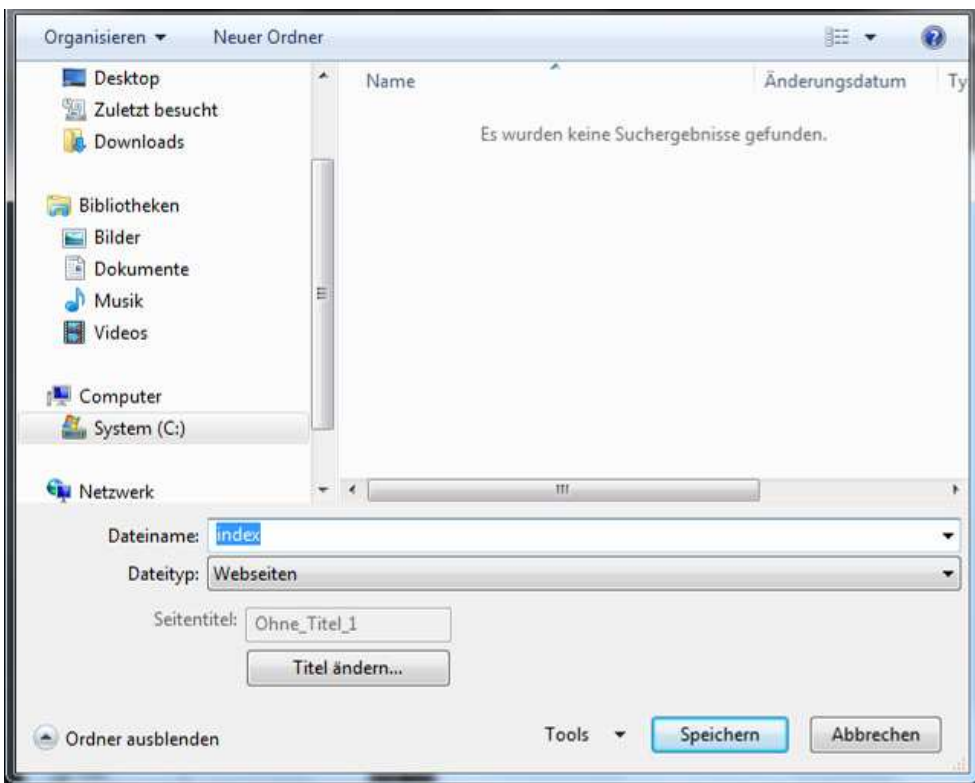 Organisieren Neuer Ordner
Desktop
Zuletzt besucht
Downloads
Bibliotheken
Bilder
Dokumente
Musik
Videos
Computer
System (C:)
Netzwerk
Name Änderungsdatum Ty
Es wurden keine Suchergebnisse gefunden.
Dateiname: index
Dateityp: Webseiten
Seitentitel: Ohne_Titel_1
Titel ändern...
Ordner ausblenden Tools Speichern Abbrechen